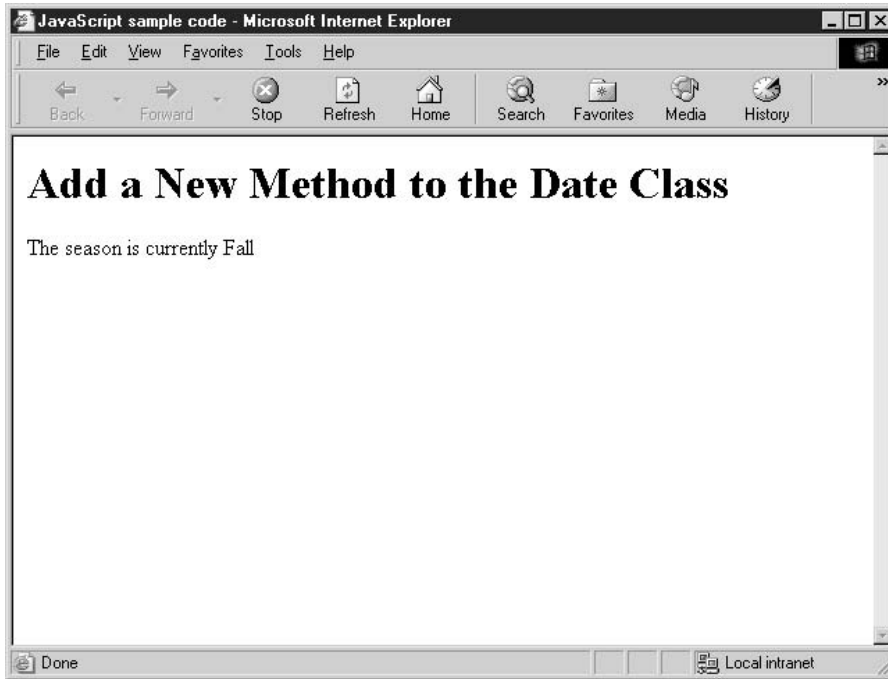 JavaScript sample code - Microsoft Internet Explorer
File Edit View Favorites Tools Help
Back Forward Stop Refresh Home Search Favorites Media History »
Add a New Method to the Date Class
The season is currently Fall
Done Local intranet